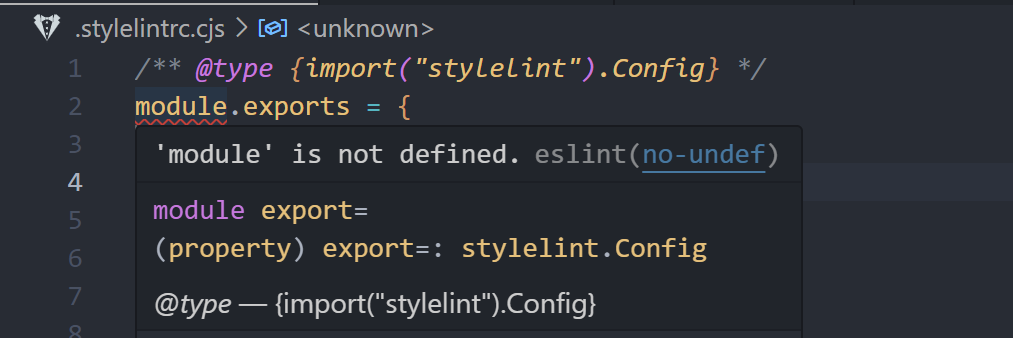 .stylelintrc.cjs > <unknown>
1 /** @type {import("stylelint").Config} */
2 module.exports = {
3
'module' is not defined. eslint(no-undef)
4
5
module export=
6
(property) export=: stylelint.Config
7
@type — {import("stylelint").Config}
8